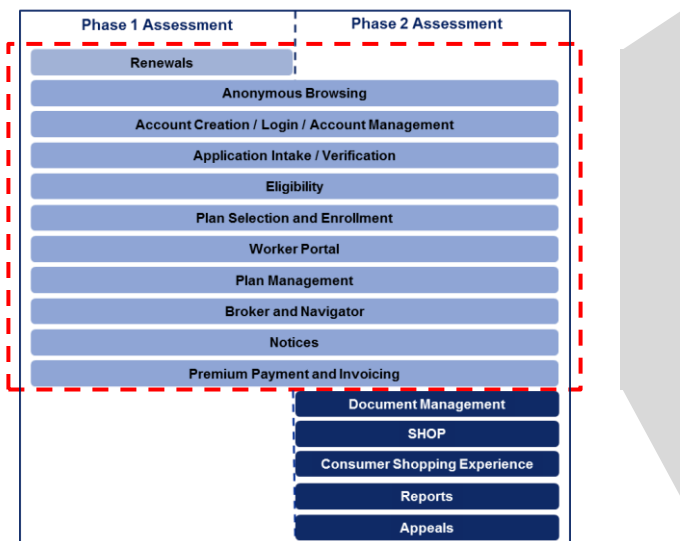 Phase 1 Assessment
Phase 2 Assessment
Renewals
Anonymous Browsing
Account Creation / Login / Account Management
Application Intake / Verification
Eligibility
Plan Selection and Enrollment
Worker Portal
Plan Management
Broker and Navigator
Notices
Premium Payment and Invoicing
Document Management
SHOP
Consumer Shopping Experience
Reports
Appeals